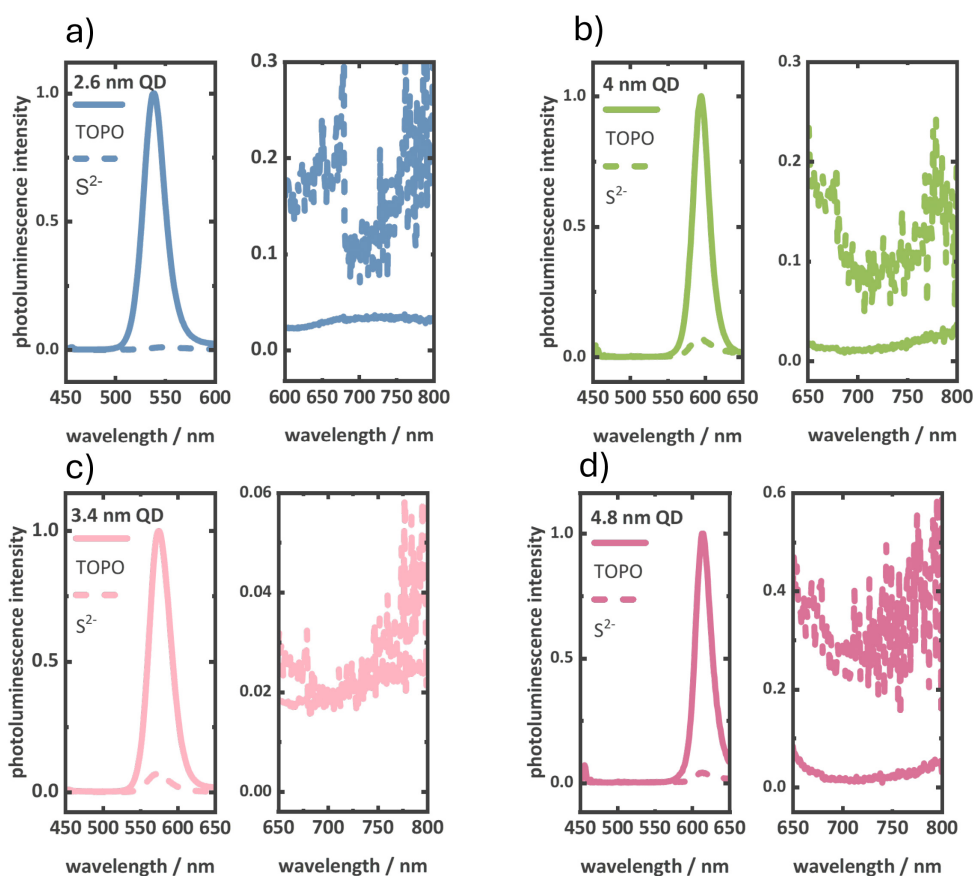 a)
photoluminescence intensity
1.0
0.5
0.0
2.6 nm QD
TOPO
S²⁻
450 500 550 600
wavelength / nm
0.3
0.2
0.1
0.0
600 650 700 750 800
wavelength / nm
b)
photoluminescence intensity
1.0
0.5
0.0
4 nm QD
TOPO
S²⁻
450 500 550 600 650
wavelength / nm
0.3
0.2
0.1
0.0
650 700 750 800
wavelength / nm
c)
photoluminescence intensity
1.0
0.5
0.0
3.4 nm QD
TOPO
S²⁻
450 500 550 600 650
wavelength / nm
0.06
0.04
0.02
0.00
650 700 750 800
wavelength / nm
d)
photoluminescence intensity
1.0
0.5
0.0
4.8 nm QD
TOPO
S²⁻
450 500 550 600 650
wavelength / nm
0.6
0.4
0.2
0.0
650 700 750 800
wavelength / nm